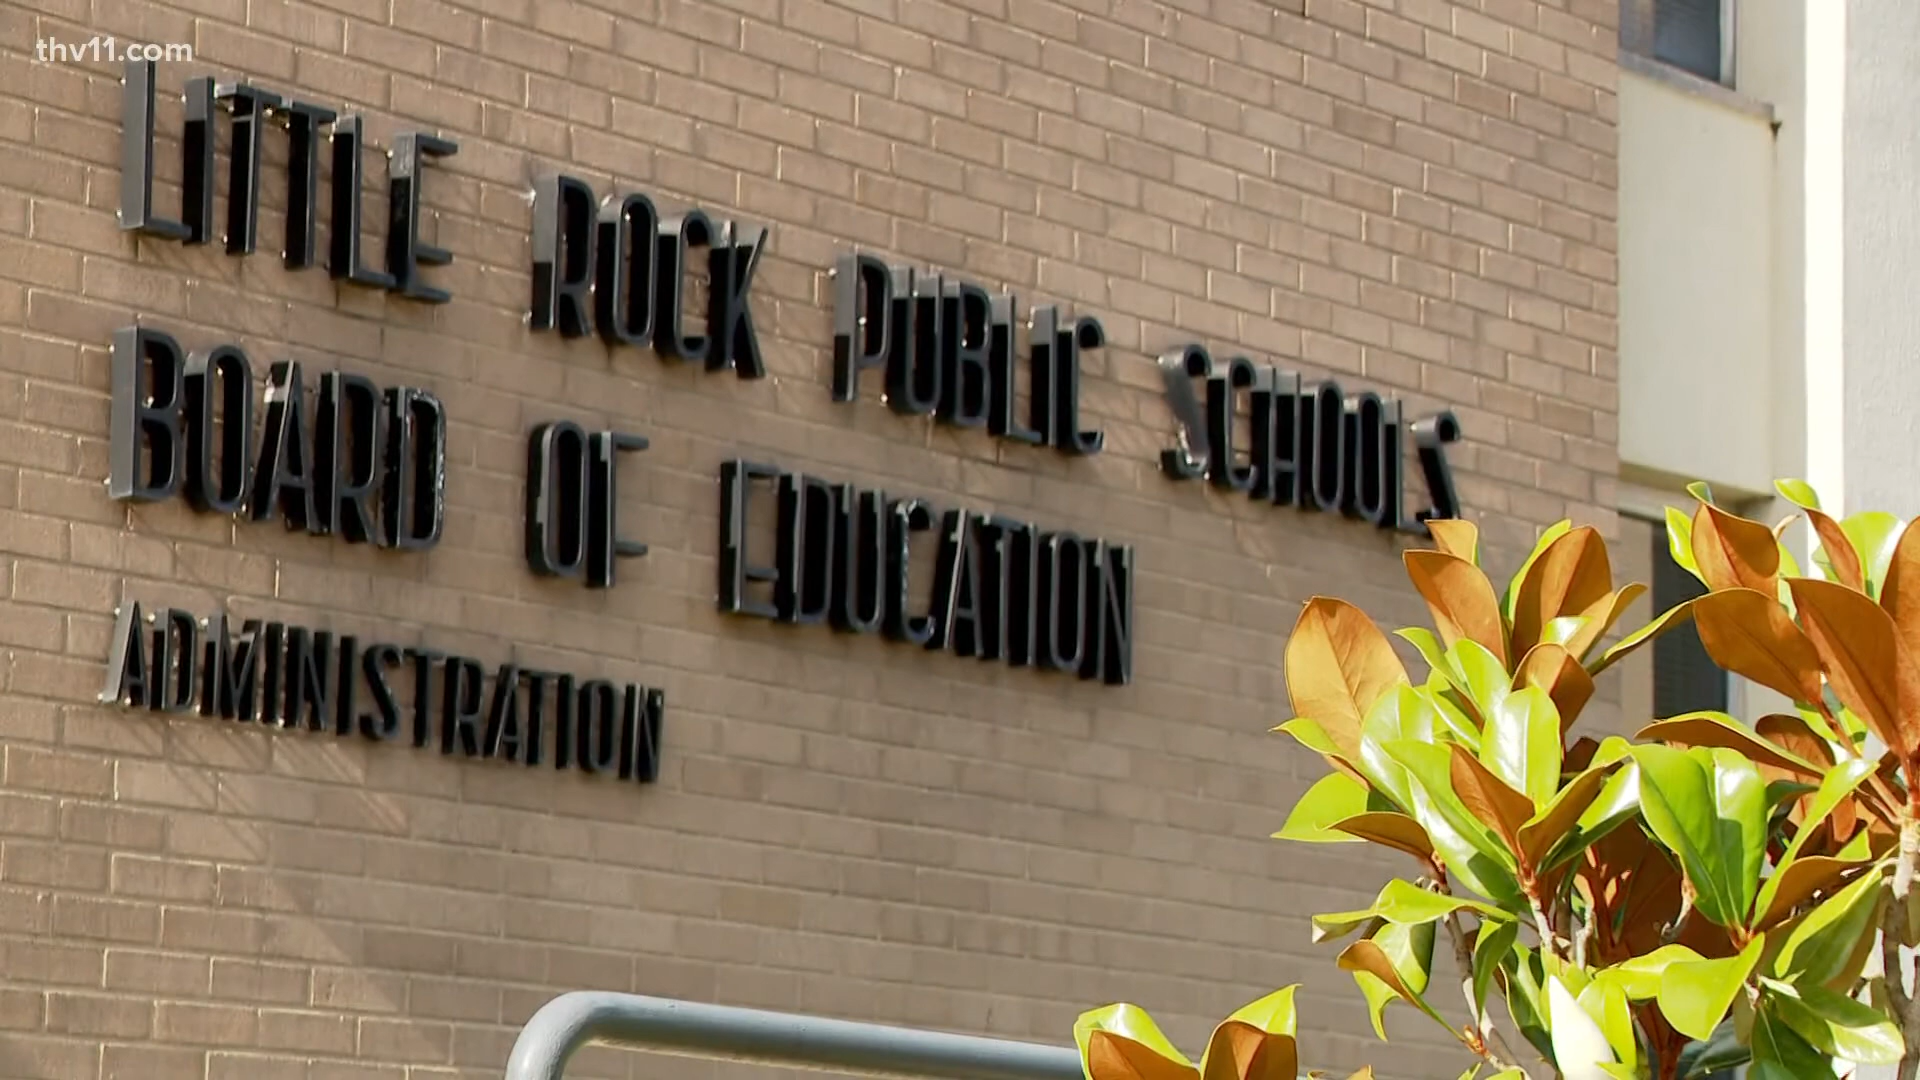 thv11.com
LITTLE ROCK PUBLIC SCHOOLS
BOARD OF EDUCATION
ADMINISTRATION